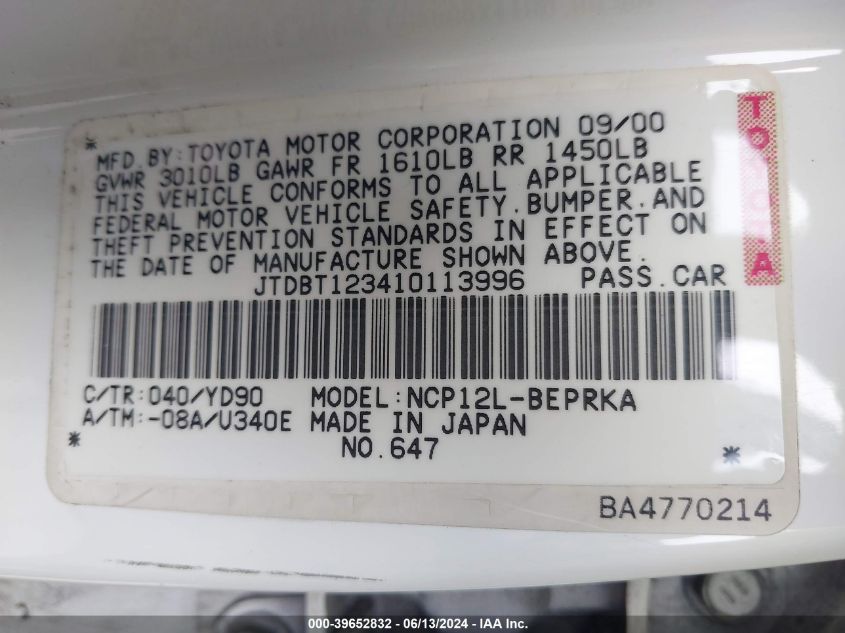 * MFD.BY:TOYOTA MOTOR CORPORATION 09/00
GVWR 3010LB GAWR FR 1610LB RR 1450LB
THIS VEHICLE CONFORMS TO ALL APPLICABLE
FEDERAL MOTOR VEHICLE SAFETY.BUMPER.AND
THEFT PREVENTION STANDARDS IN EFFECT ON
THE DATE OF MANUFACTURE SHOWN ABOVE.
JTDBT123410113996 PASS.CAR
TOYOTA
C/TR:040/YD90 MODEL:NCP12L-BEPRKA
A/TM:-08A/U340E MADE IN JAPAN
* NO.647 *
BA4770214
000-39652832 - 06/13/2024 - IAA Inc.